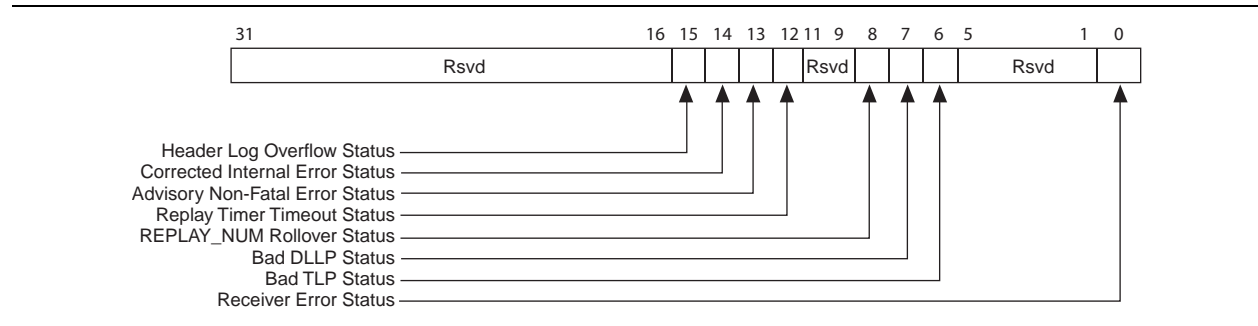 31 16 15 14 13 12 11 9 8 7 6 5 1 0
Rsvd Rsvd Rsvd
Header Log Overflow Status
Corrected Internal Error Status
Advisory Non-Fatal Error Status
Replay Timer Timeout Status
REPLAY_NUM Rollover Status
Bad DLLP Status
Bad TLP Status
Receiver Error Status